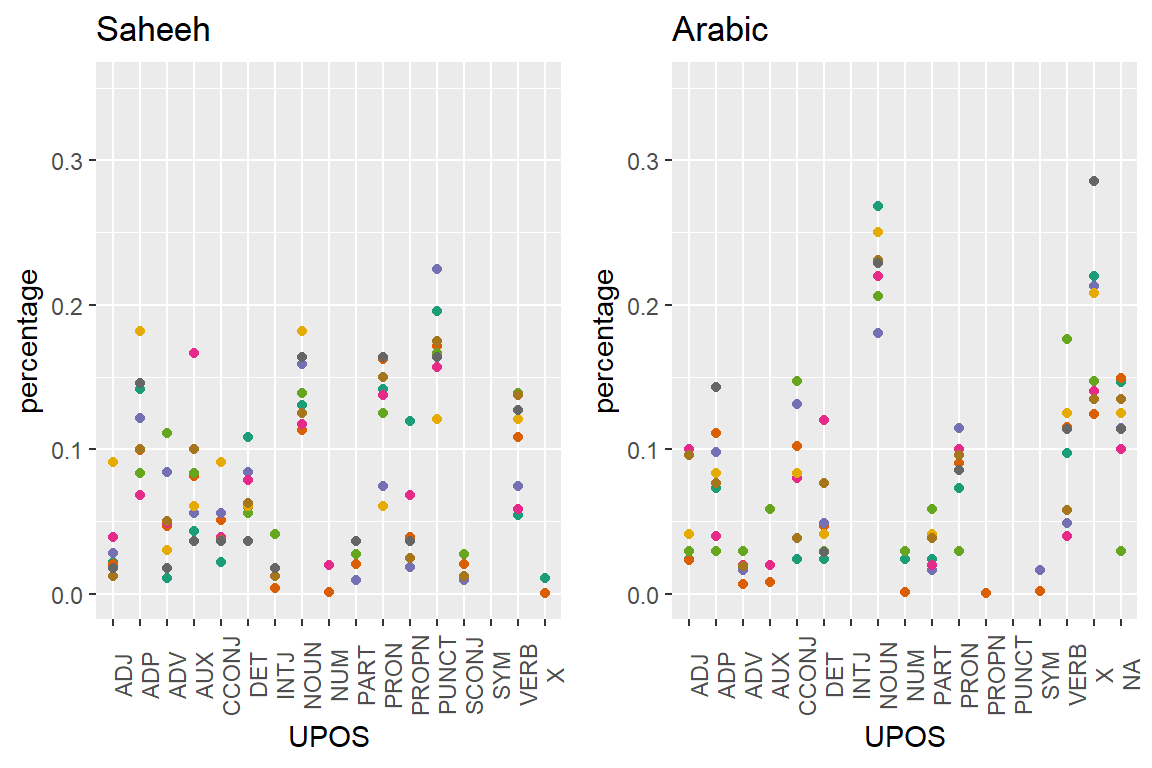 Saheeh
percentage
0.3
0.2
0.1
0.0
ADJ
ADP
ADV
AUX
CCONJ
DET
INTJ
NOUN
NUM
PART
PRON
PROPN
PUNCT
SCONJ
SYM
VERB
X
UPOS
Arabic
percentage
0.3
0.2
0.1
0.0
ADJ
ADP
ADV
AUX
CCONJ
DET
INTJ
NOUN
NUM
PART
PRON
PROPN
PUNCT
SYM
VERB
X
NA
UPOS